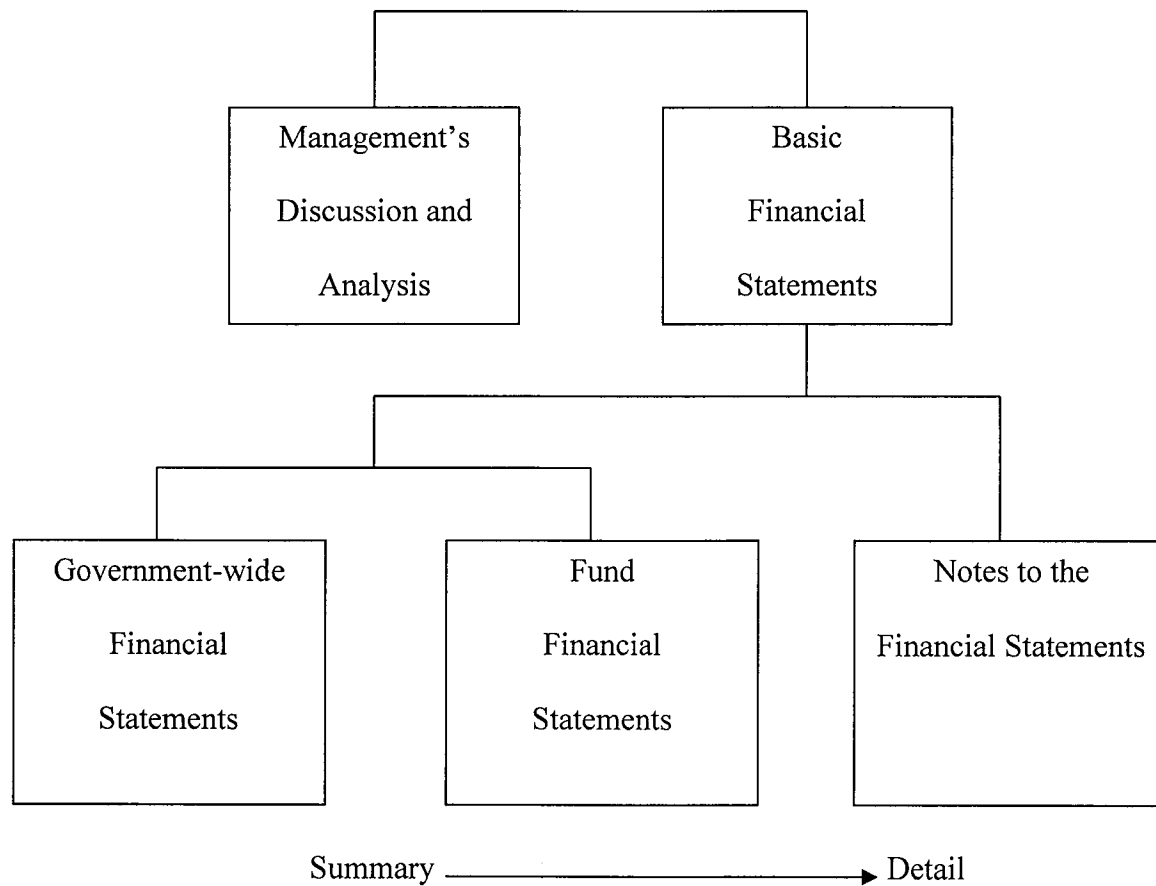 Management's
Discussion and
Analysis
Basic
Financial
Statements
Government-wide
Financial
Statements
Fund
Financial
Statements
Notes to the
Financial Statements
Summary
Detail